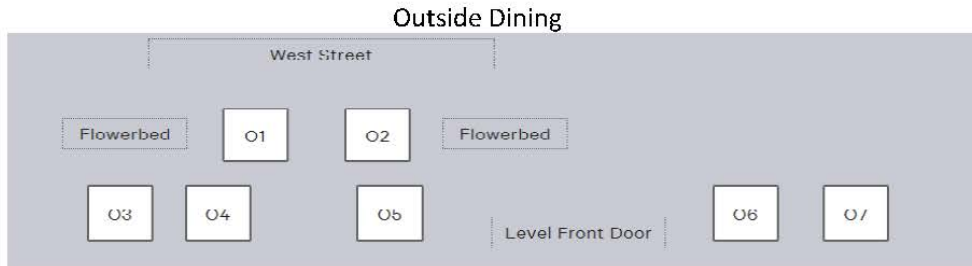 Outside Dining
West Street
Flowerbed O1 O2 Flowerbed
O3 O4 O5 O6 O7
Level Front Door